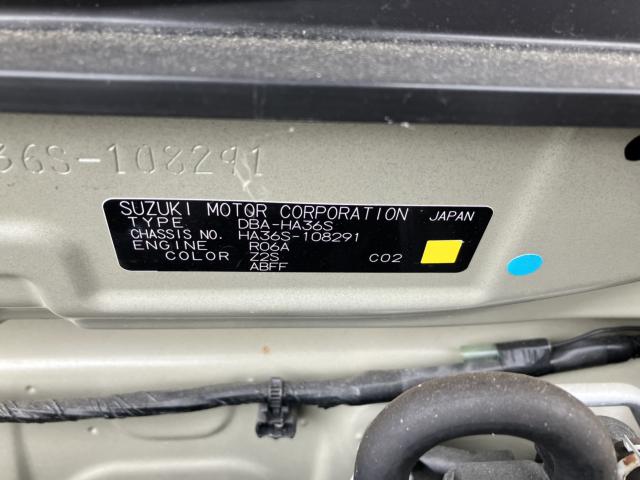 36S-108291
SUZUKI MOTOR CORPORATION JAPAN
TYPE DBA-HA36S
CHASSIS NO. HA36S-108291
ENGINE R06A
COLOR Z2S C02
ABFF